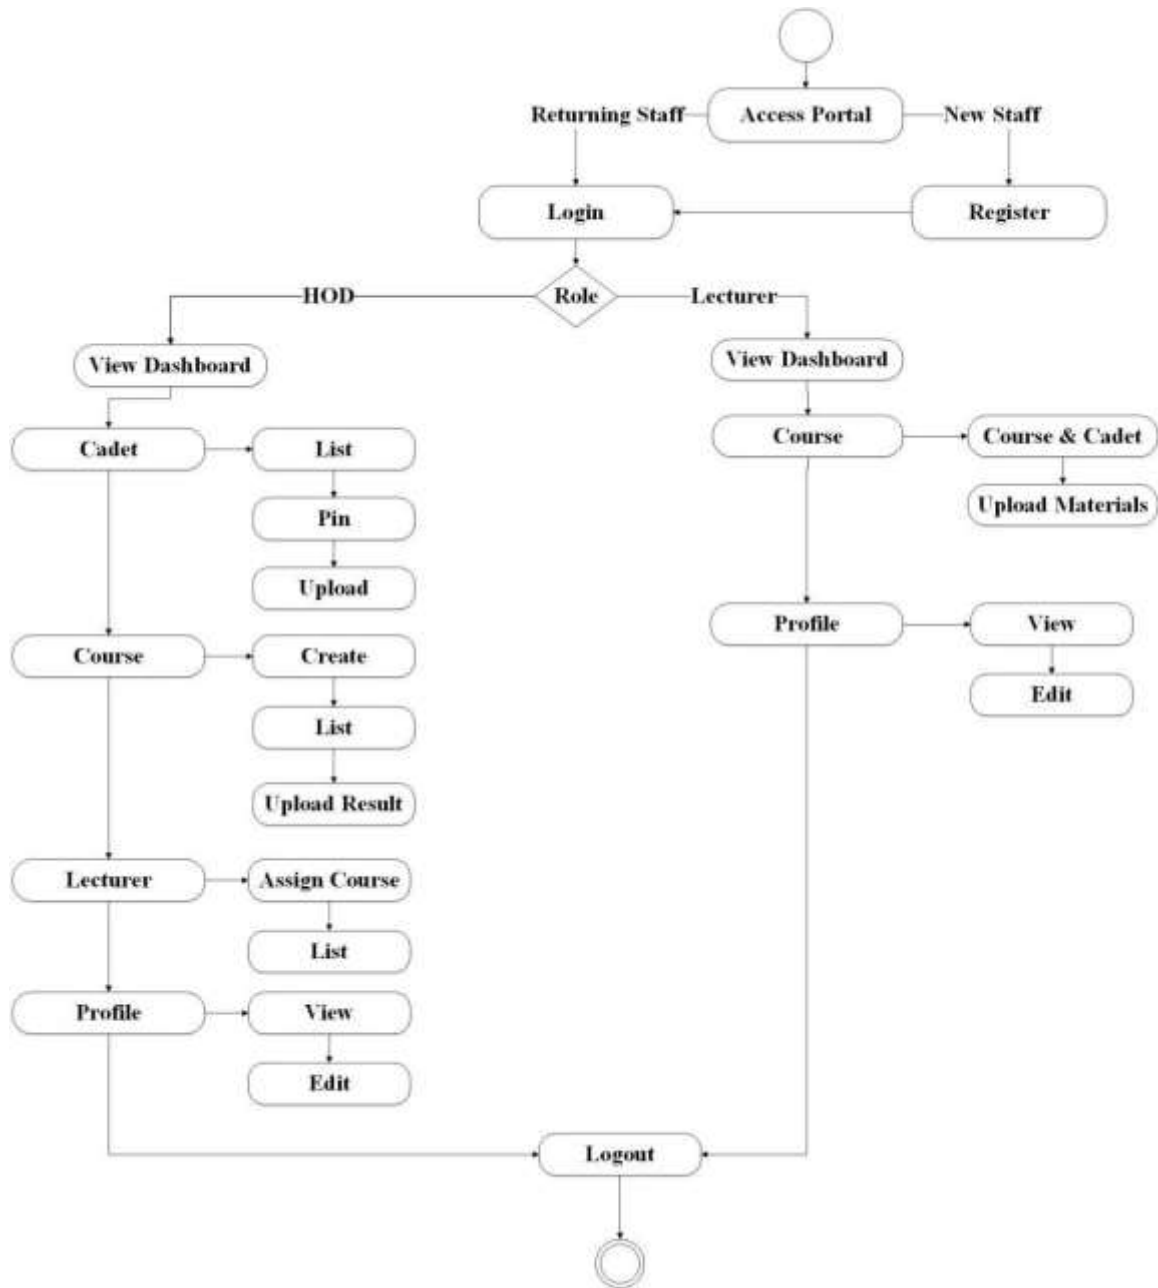 Access Portal
Returning Staff
New Staff
Login
Register
Role
HOD
Lecturer
View Dashboard
View Dashboard
Cadet
List
Pin
Upload
Course
Create
List
Upload Result
Lecturer
Assign Course
List
Profile
View
Edit
Course
Course & Cadet
Upload Materials
Profile
View
Edit
Logout